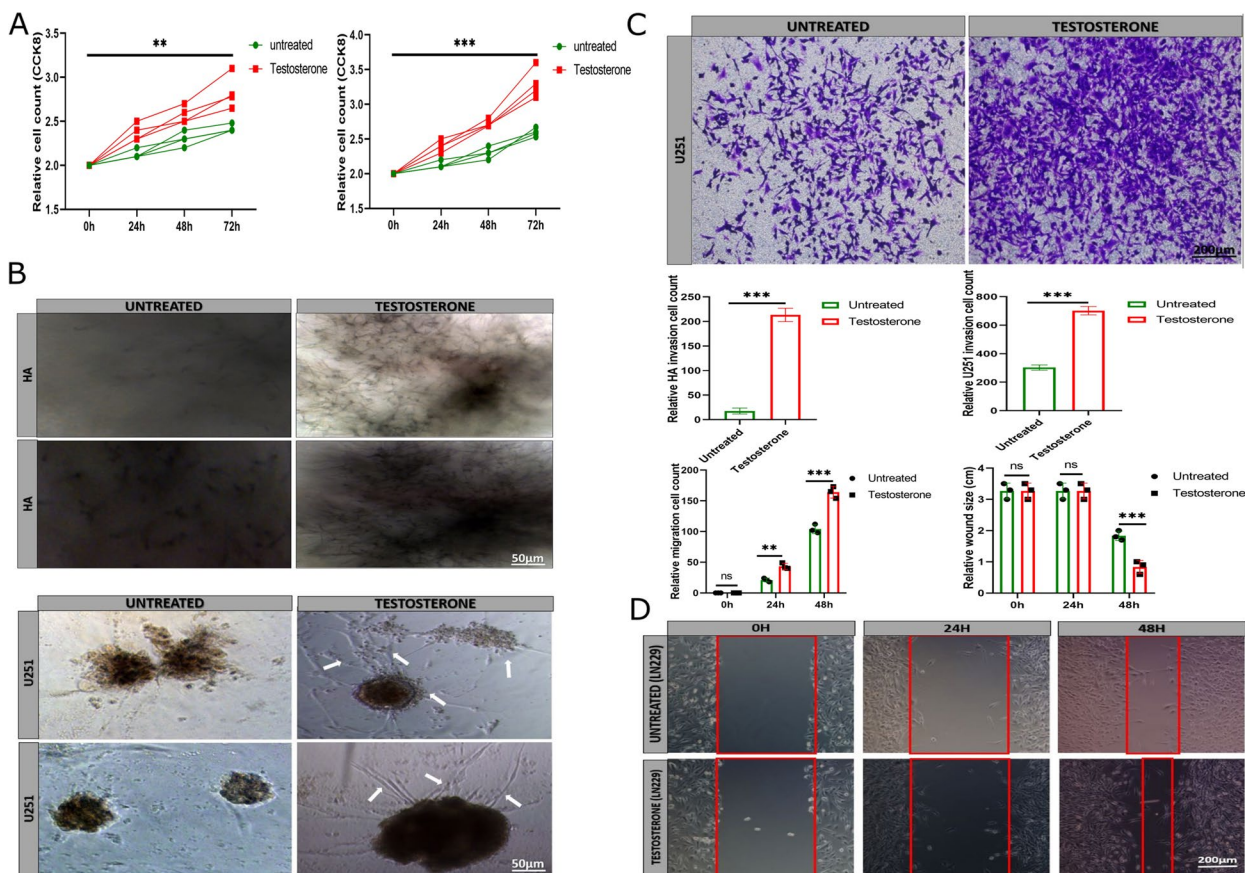 A
Relative cell count (CCK8)
3.5
3.0
2.5
2.0
1.5
0h 24h 48h 72h
**
untreated
Testosterone
Relative cell count (CCK8)
4.0
3.5
3.0
2.5
2.0
1.5
0h 24h 48h 72h
***
untreated
Testosterone
B
UNTREATED TESTOSTERONE
HA
HA
50µm
UNTREATED TESTOSTERONE
U251
U251
50µm
C
UNTREATED TESTOSTERONE
U251
200µm
Relative HA invasion cell count
250
200
150
100
50
0
***
Untreated
Testosterone
Untreated
Testosterone
Relative U251 invasion cell count
800
600
400
200
0
***
Untreated
Testosterone
Untreated
Testosterone
Relative migration cell count
200
150
100
50
0
ns
**
***
0h 24h 48h
Untreated
Testosterone
Relative wound size (cm)
4
3
2
1
0
ns
ns
***
0h 24h 48h
Untreated
Testosterone
D
0H 24H 48H
UNTREATED (LN229)
TESTOSTERONE (LN229)
200µm